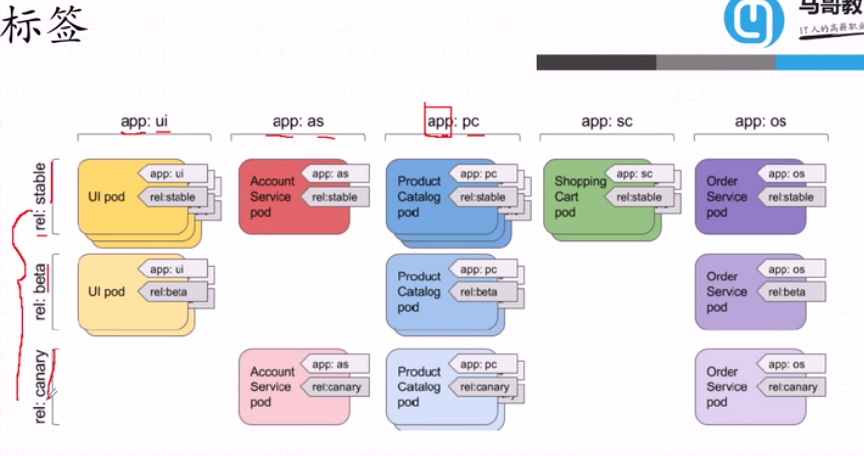 标签
马哥教
IT人的高薪职业
app: ui
app: as
app: pc
app: sc
app: os
rel: stable
UI pod
app: ui
rel:stable
Account
Service
pod
app: as
rel:stable
Product
Catalog
pod
app: pc
rel:stable
Shopping
Cart
pod
app: sc
rel:stable
Order
Service
pod
app: os
rel:stable
rel: beta
UI pod
app: ui
rel:beta
Product
Catalog
pod
app: pc
rel:beta
Order
Service
pod
app: os
rel:beta
rel: canary
Account
Service
pod
app: as
rel:canary
Product
Catalog
pod
app: pc
rel:canary
Order
Service
pod
app: os
rel:canary